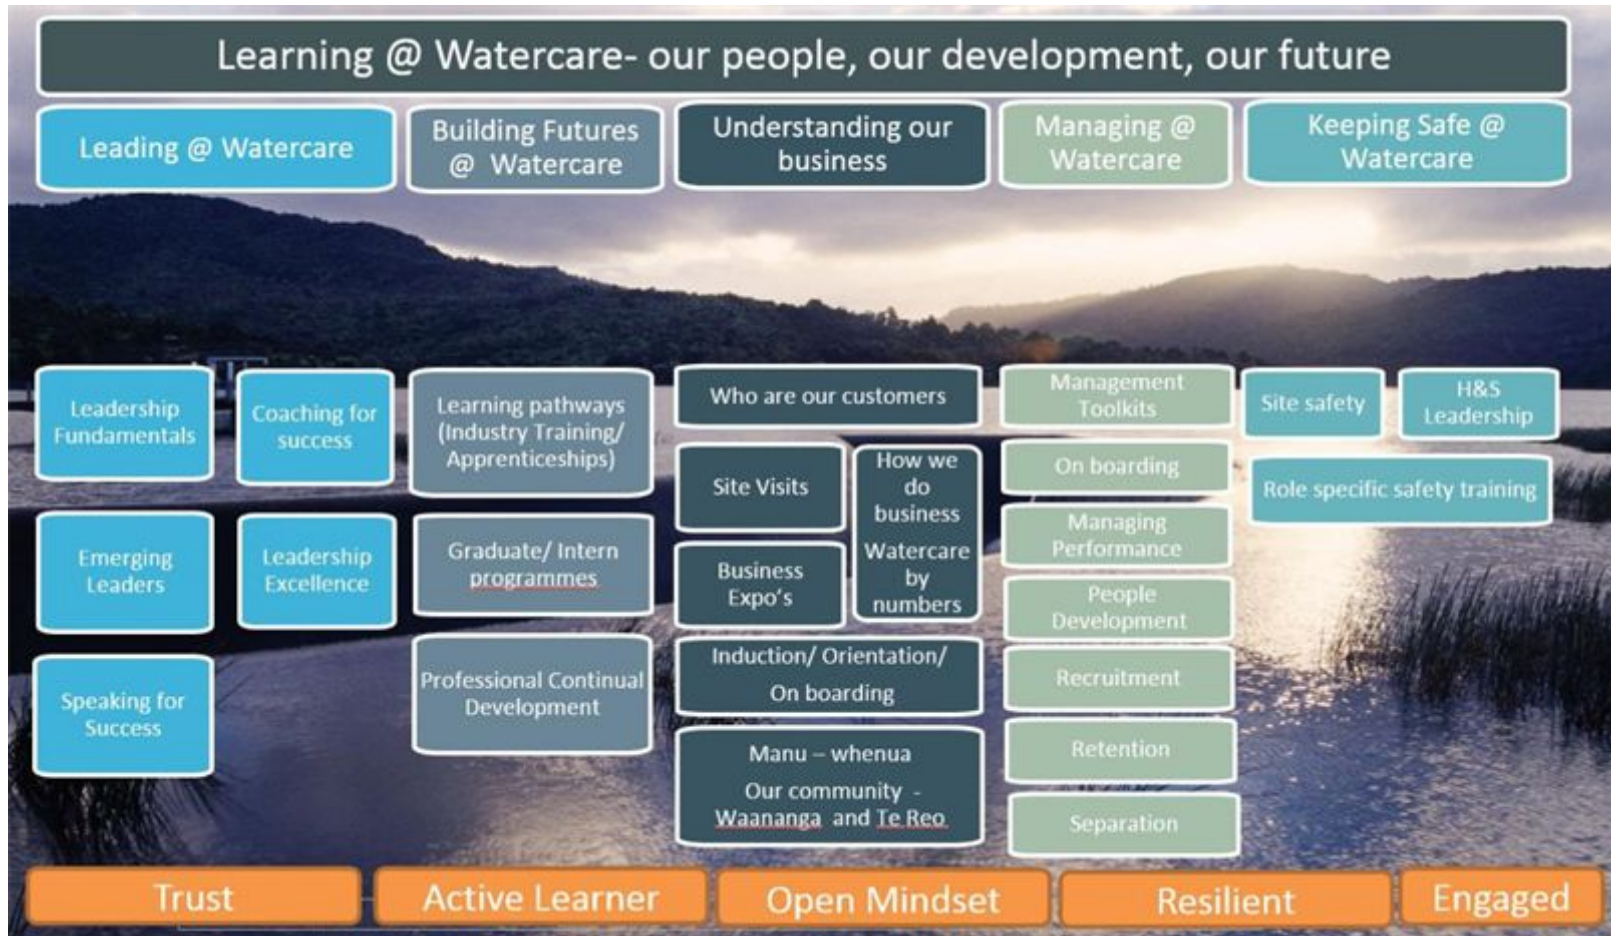 Learning @ Watercare- our people, our development, our future
Leading @ Watercare
Building Futures
@ Watercare
Understanding our
business
Managing @
Watercare
Keeping Safe @
Watercare
Leadership
Fundamentals
Coaching for
success
Emerging
Leaders
Leadership
Excellence
Speaking for
Success
Learning pathways
(Industry Training/
Apprenticeships)
Graduate/ Intern
programmes
Professional Continual
Development
Who are our customers
Site Visits
Business
Expo's
How we
do
business
Watercare
by
numbers
Induction/ Orientation/
On boarding
Manu – whenua
Our community -
Waananga and Te Reo
Management
Toolkits
On boarding
Managing
Performance
People
Development
Recruitment
Retention
Separation
Site safety
H&S
Leadership
Role specific safety training
Trust
Active Learner
Open Mindset
Resilient
Engaged